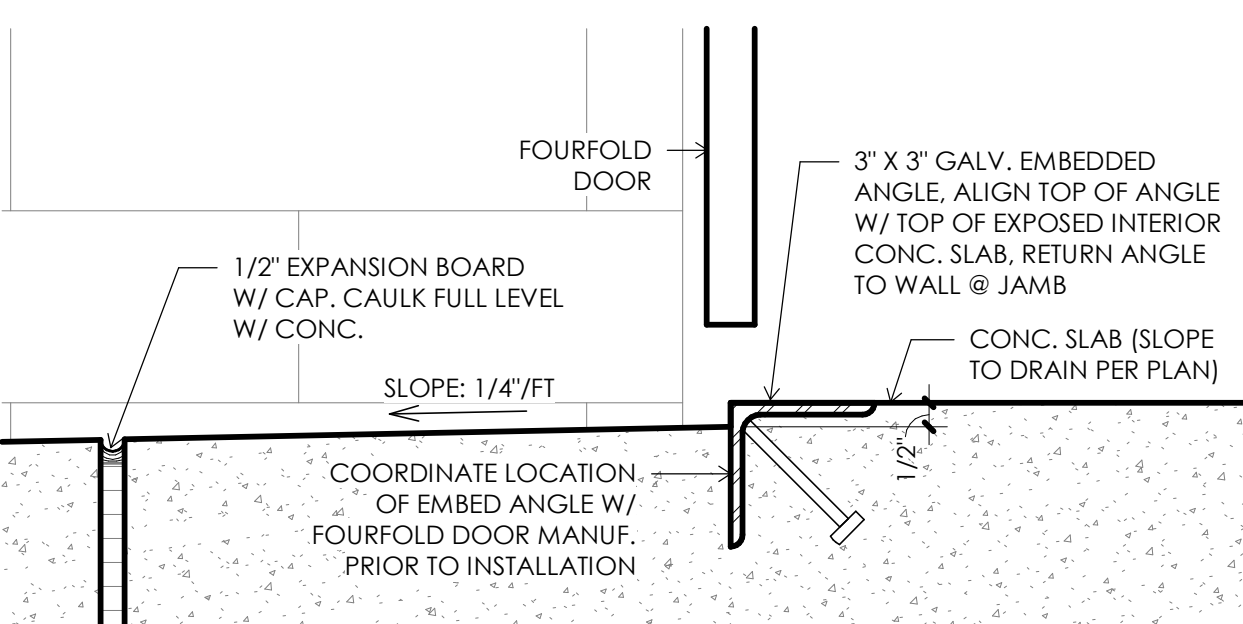 FOURFOLD
DOOR
3" X 3" GALV. EMBEDDED
ANGLE, ALIGN TOP OF ANGLE
W/ TOP OF EXPOSED INTERIOR
CONC. SLAB, RETURN ANGLE
TO WALL @ JAMB
1/2" EXPANSION BOARD
W/ CAP. CAULK FULL LEVEL
W/ CONC.
CONC. SLAB (SLOPE
TO DRAIN PER PLAN)
SLOPE: 1/4"/FT
1/2"
COORDINATE LOCATION
OF EMBED ANGLE W/
FOURFOLD DOOR MANUF.
PRIOR TO INSTALLATION